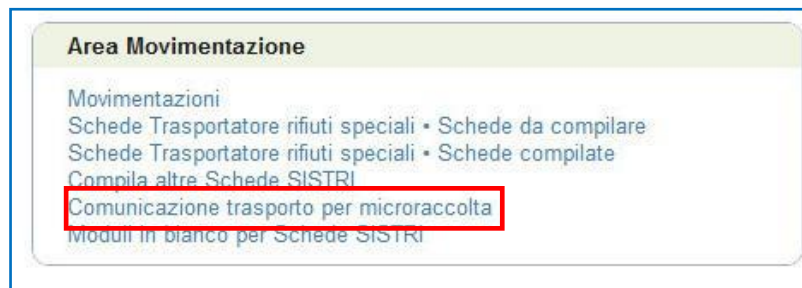 Area Movimentazione
Movimentazioni
Schede Trasportatore rifiuti speciali • Schede da compilare
Schede Trasportatore rifiuti speciali • Schede compilate
Compila altre Schede SISTRI
Comunicazione trasporto per microraccolta
Moduli in bianco per Schede SISTRI